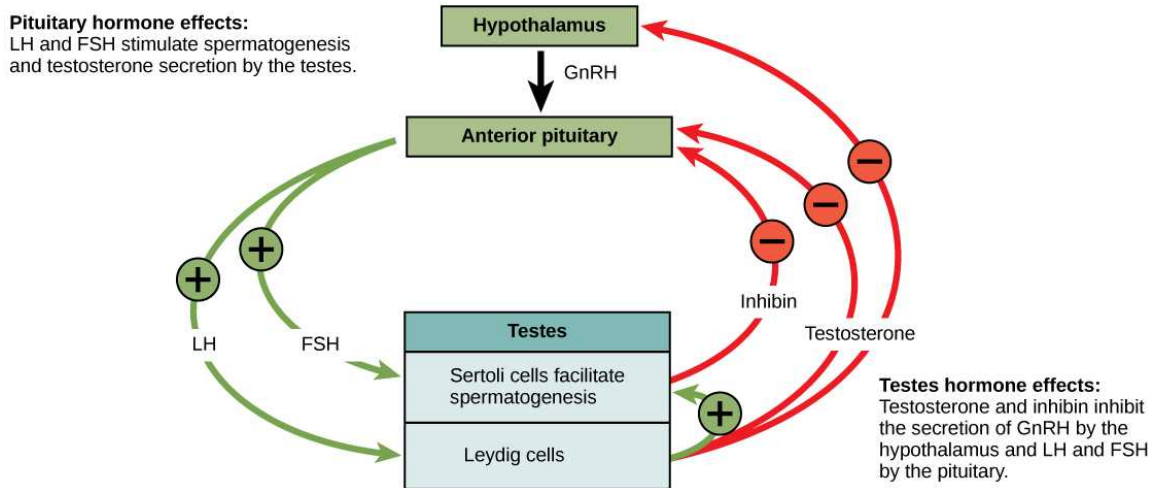 Pituitary hormone effects:
LH and FSH stimulate spermatogenesis
and testosterone secretion by the testes.
Hypothalamus
GnRH
Anterior pituitary
+
+
−
−
−
LH
FSH
Inhibin
Testosterone
Testes
Sertoli cells facilitate
spermatogenesis
+
Leydig cells
Testes hormone effects:
Testosterone and inhibin inhibit
the secretion of GnRH by the
hypothalamus and LH and FSH
by the pituitary.